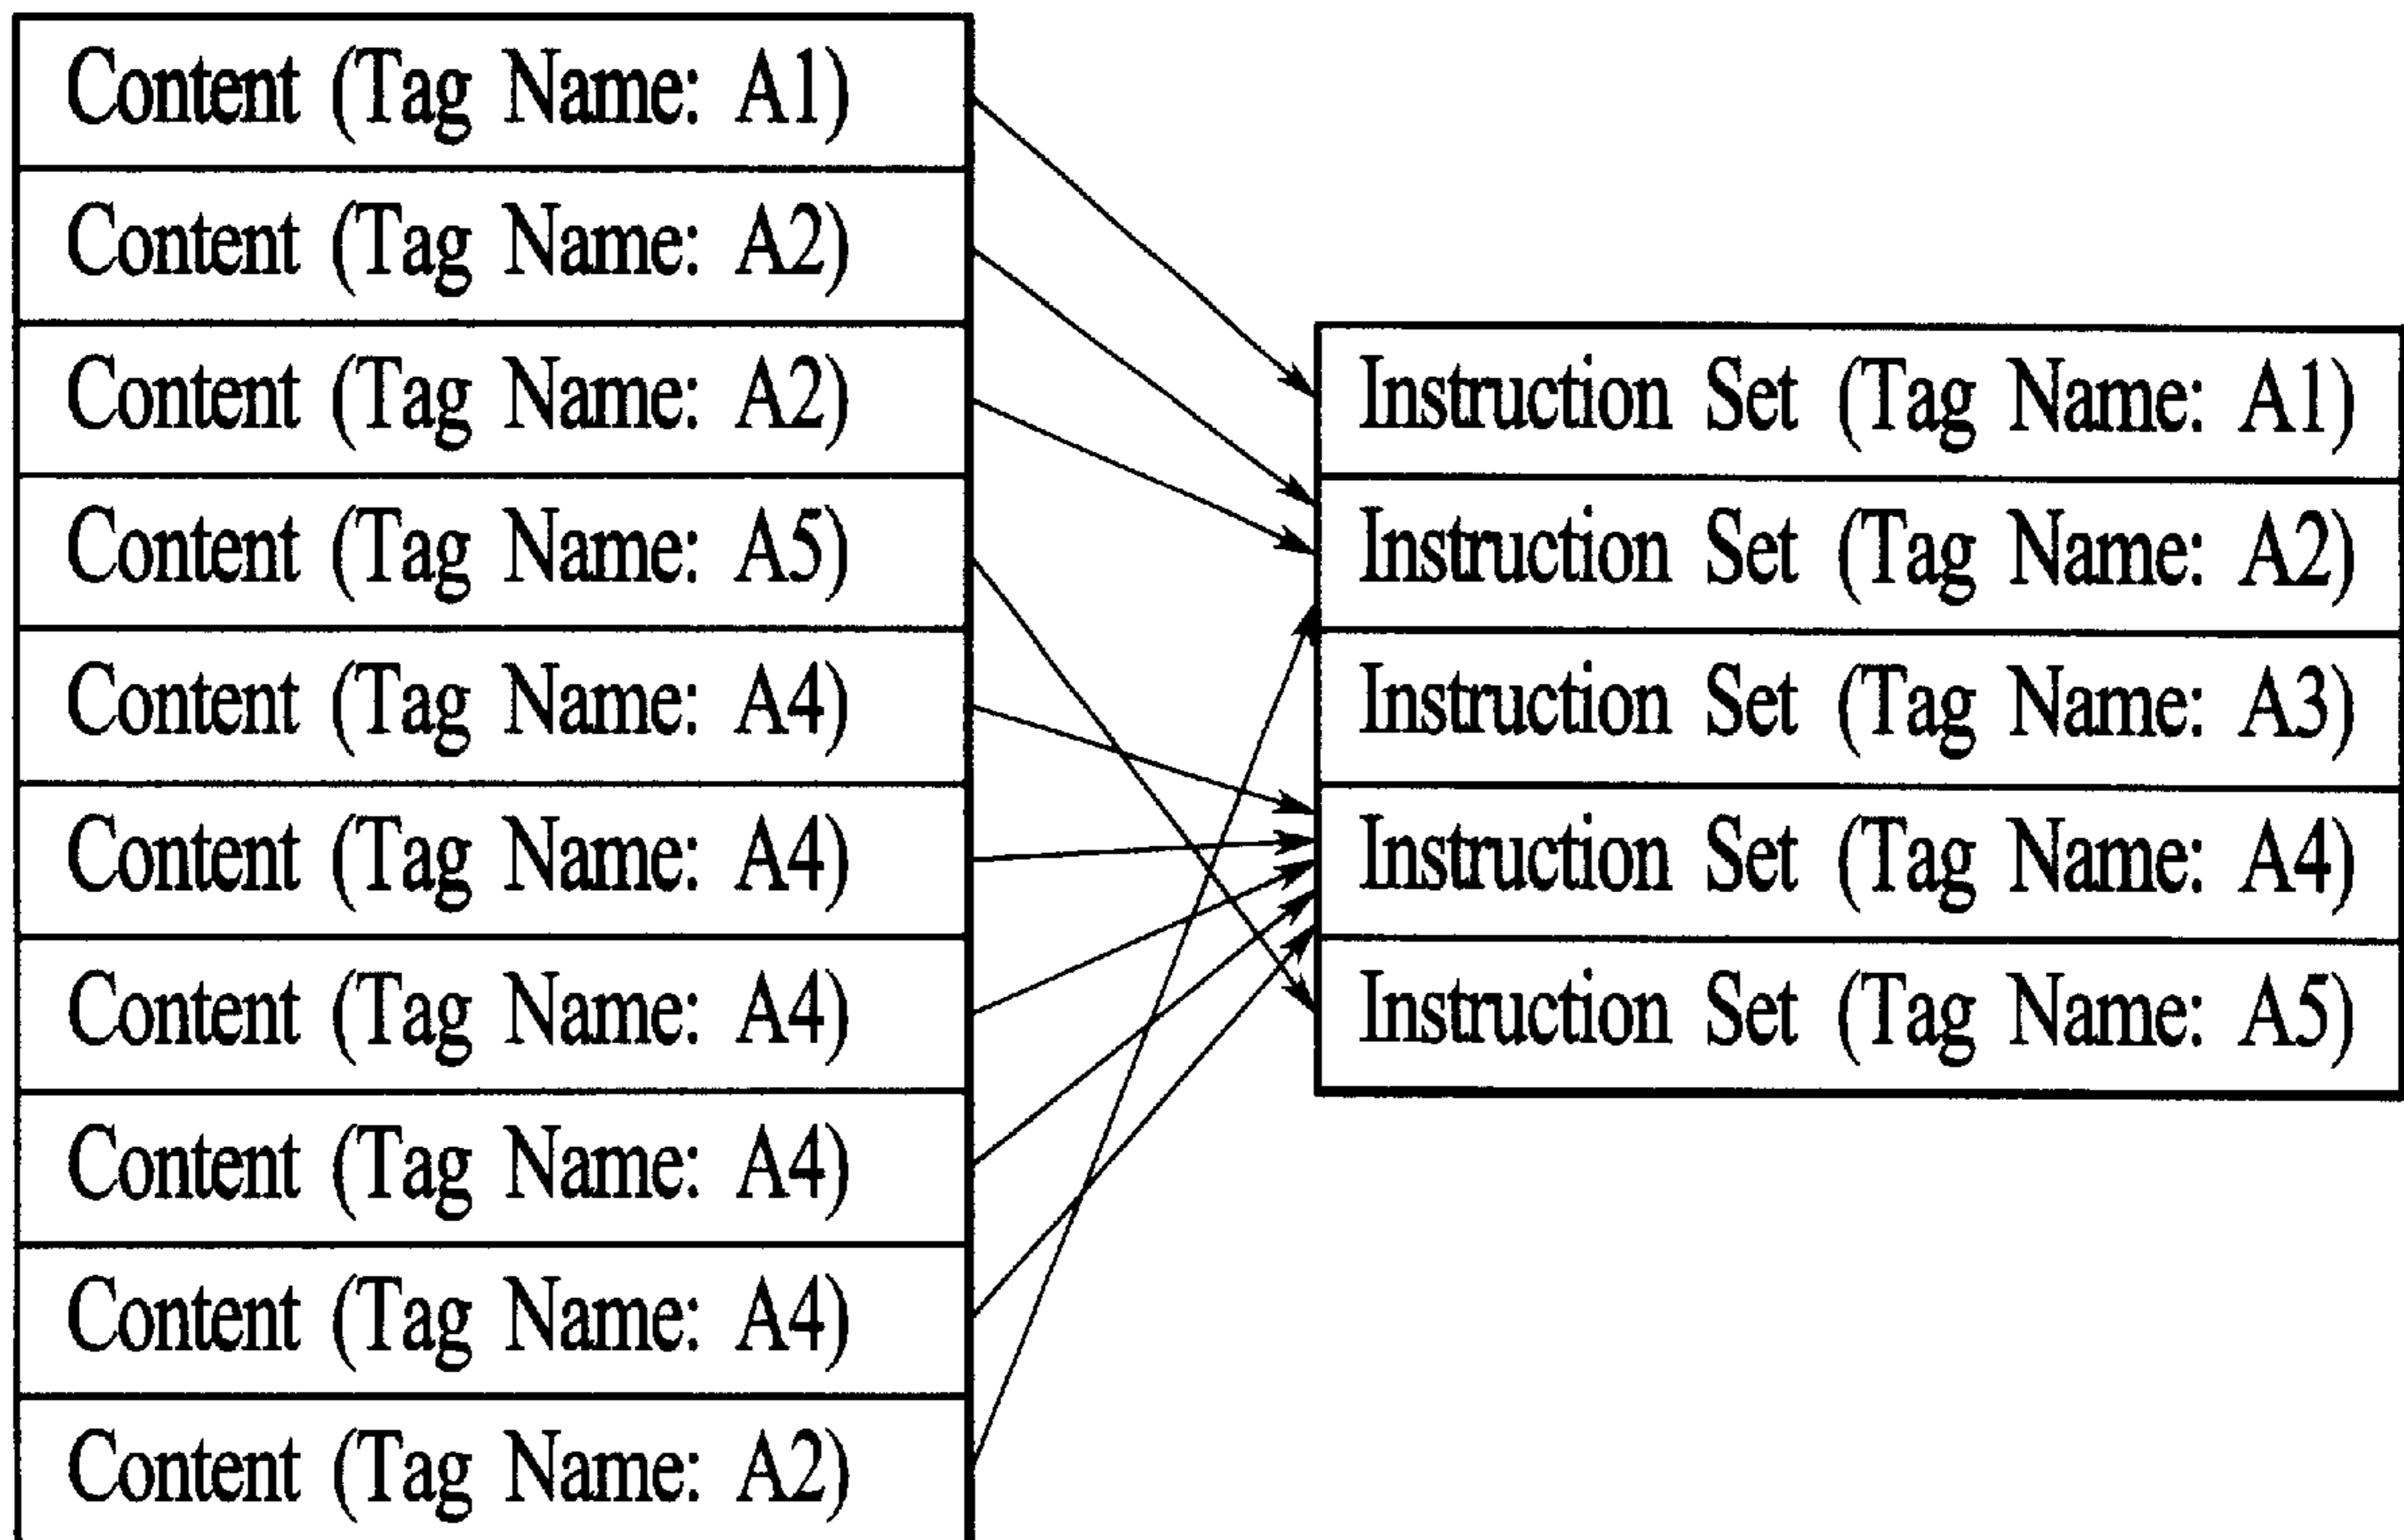 Content (Tag Name: A1)
Content (Tag Name: A2)
Content (Tag Name: A2)
Content (Tag Name: A5)
Content (Tag Name: A4)
Content (Tag Name: A4)
Content (Tag Name: A4)
Content (Tag Name: A4)
Content (Tag Name: A4)
Content (Tag Name: A2)
Instruction Set (Tag Name: A1)
Instruction Set (Tag Name: A2)
Instruction Set (Tag Name: A3)
Instruction Set (Tag Name: A4)
Instruction Set (Tag Name: A5)